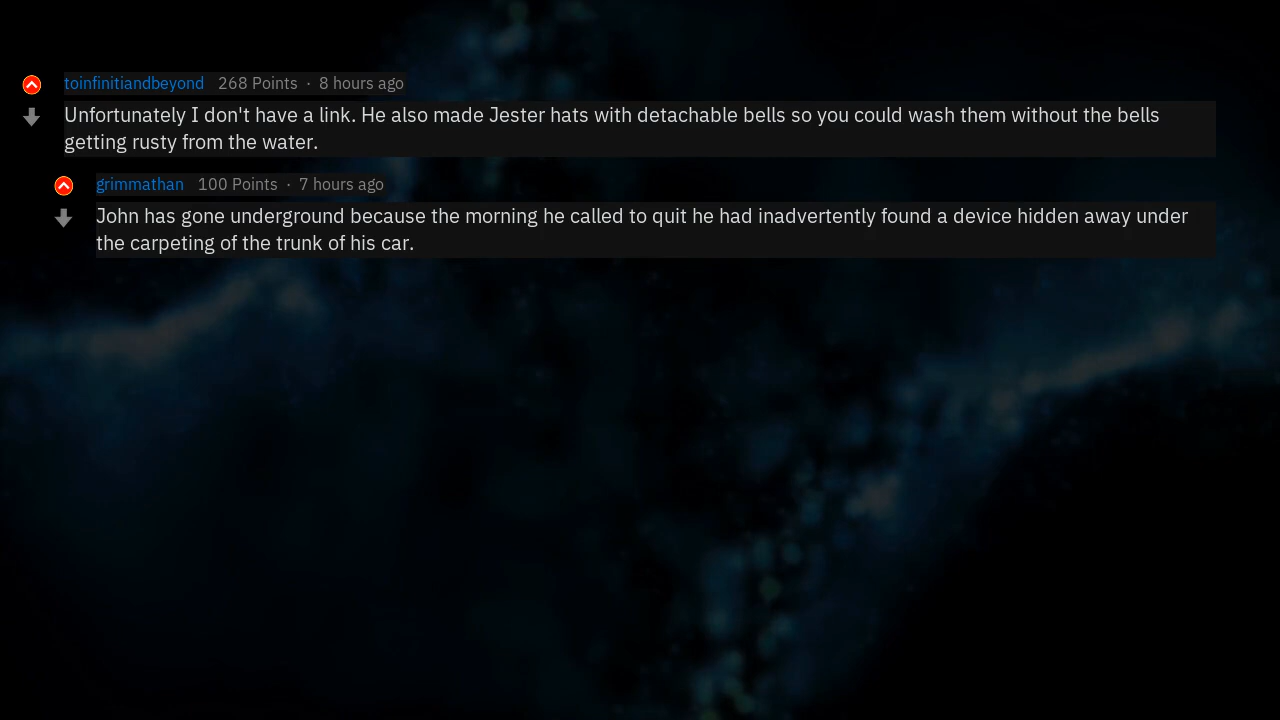 toinfinitiandbeyond 268 Points · 8 hours ago
Unfortunately I don't have a link. He also made Jester hats with detachable bells so you could wash them without the bells
getting rusty from the water.
grimmathan 100 Points · 7 hours ago
John has gone underground because the morning he called to quit he had inadvertently found a device hidden away under
the carpeting of the trunk of his car.